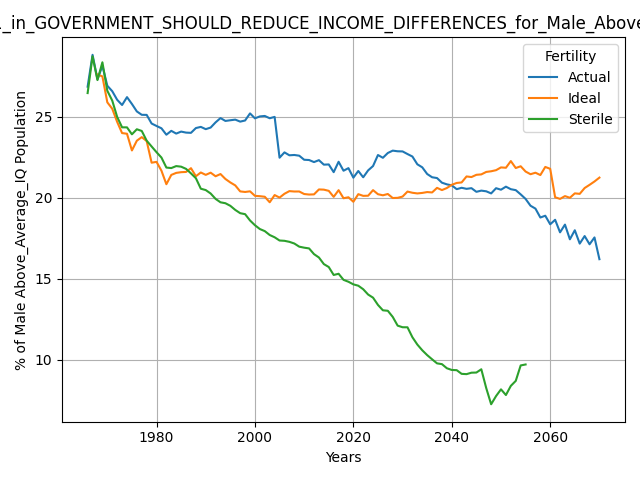 _in_GOVERNMENT_SHOULD_REDUCE_INCOME_DIFFERENCES_for_Male_Above
Fertility
Actual
Ideal
Sterile
% of Male Above_Average_IQ Population
25
20
15
10
1980 2000 2020 2040 2060
Years